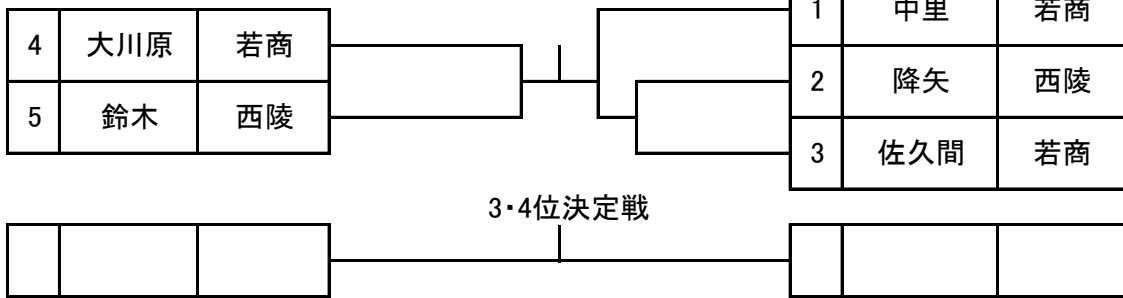 4 大川原 若商
5 鈴木 西陵
1 中里 若商
2 降矢 西陵
3 佐久間 若商
3・4位決定戦